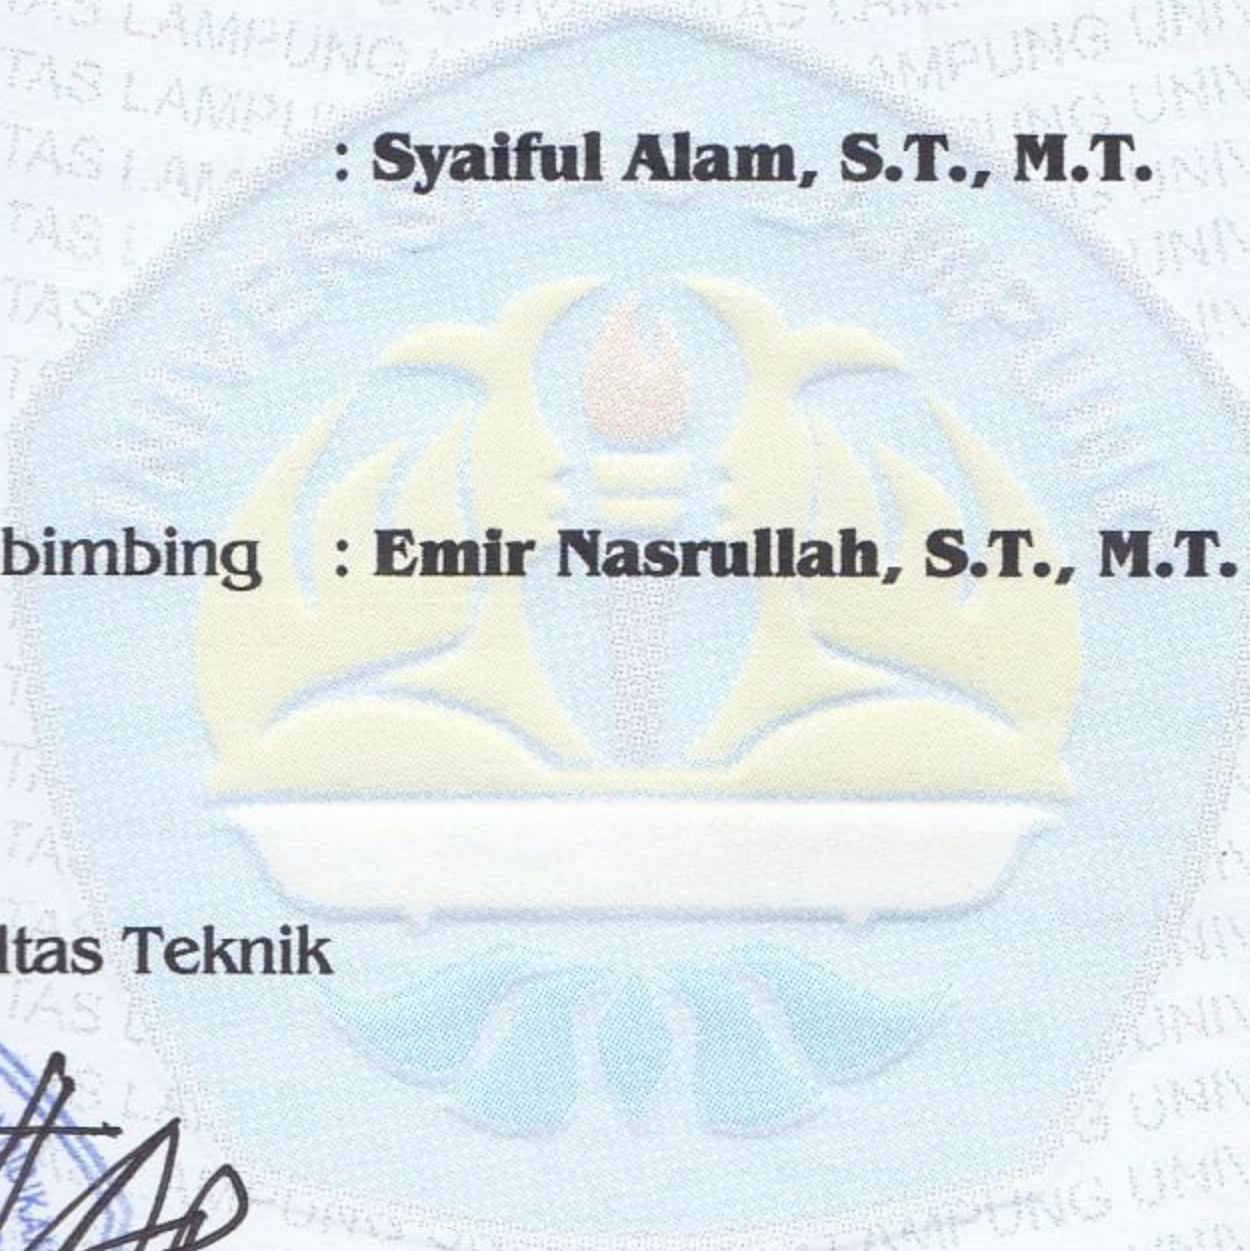 : Syaiful Alam, S.T., M.T.
bimbing : Emir Nasrullah, S.T., M.T.
ltas Teknik